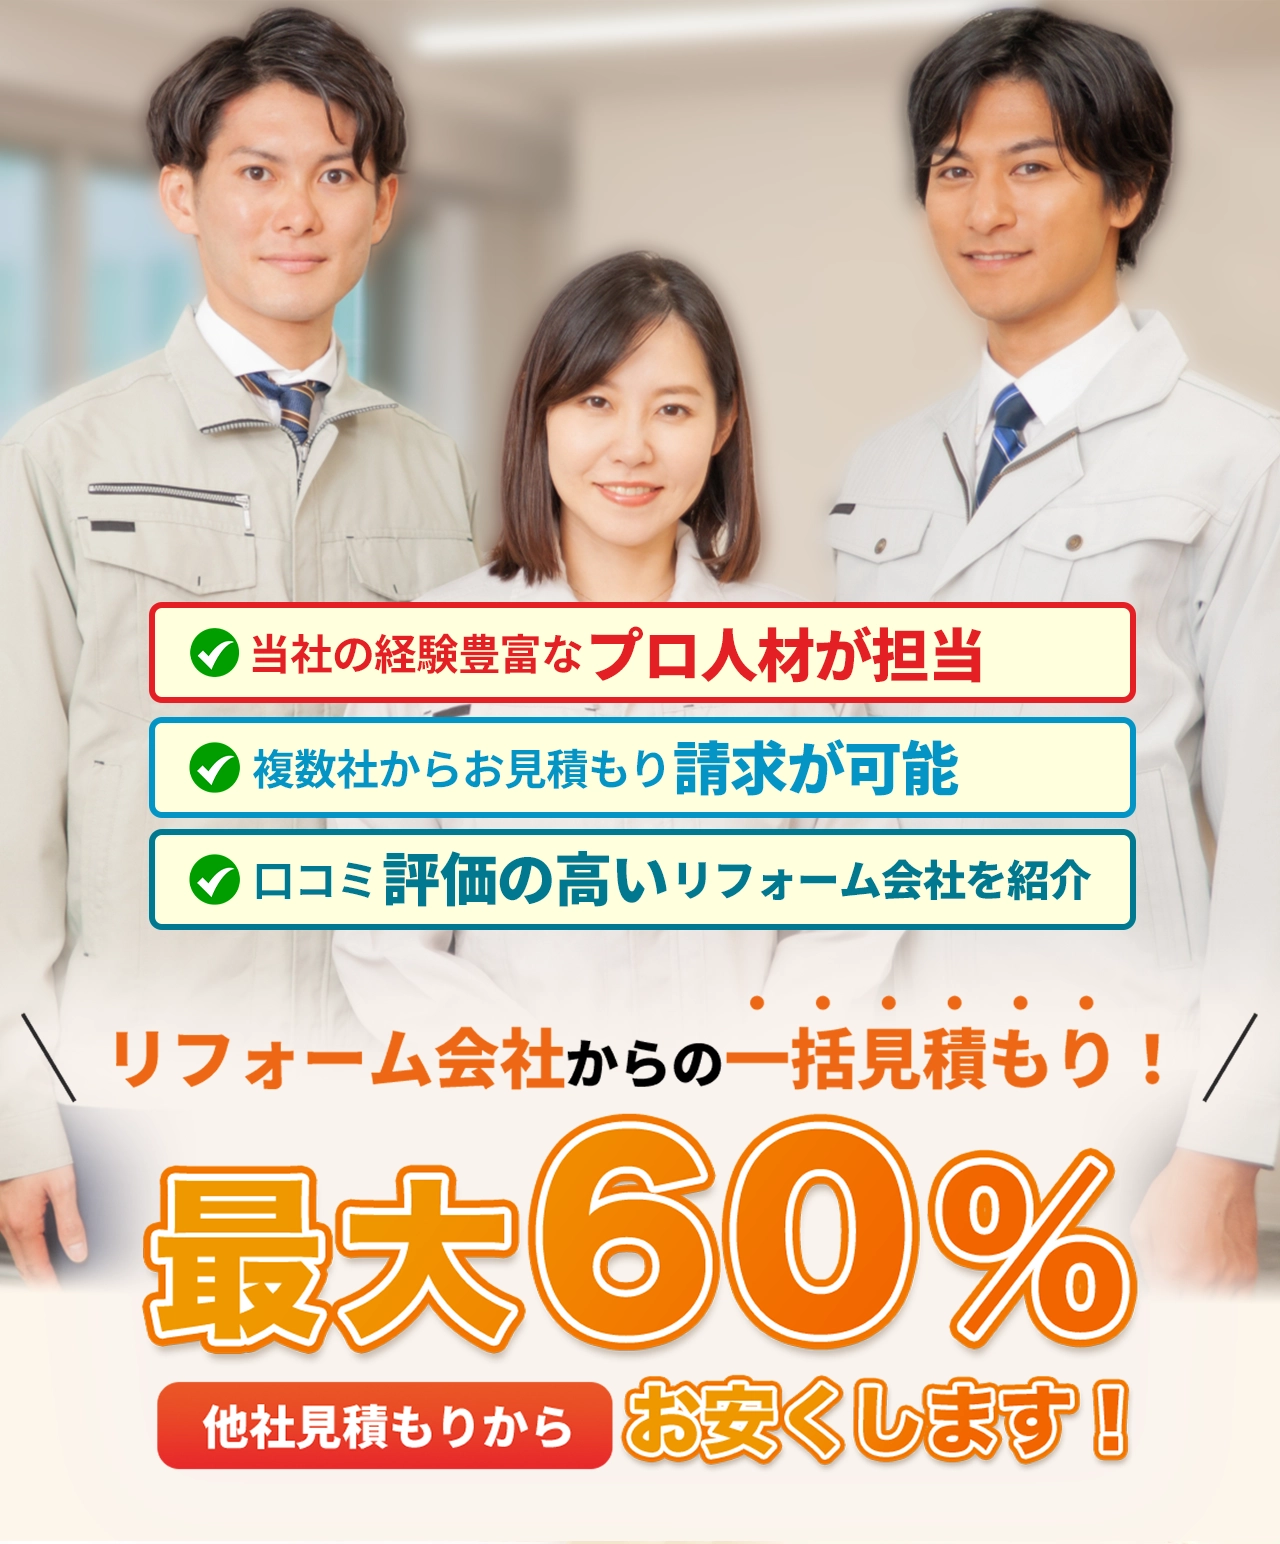 当社の経験豊富なプロ人材が担当
複数社からお見積もり請求が可能
口コミ評価の高いリフォーム会社を紹介
リフォーム会社からの一括見積もり！
最大60%
他社見積もりから お安くします！